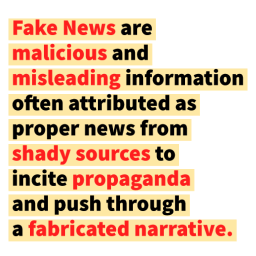 Fake News are
malicious and
misleading information
often attributed as
proper news from
shady sources to
incite propaganda
and push through
a fabricated narrative.